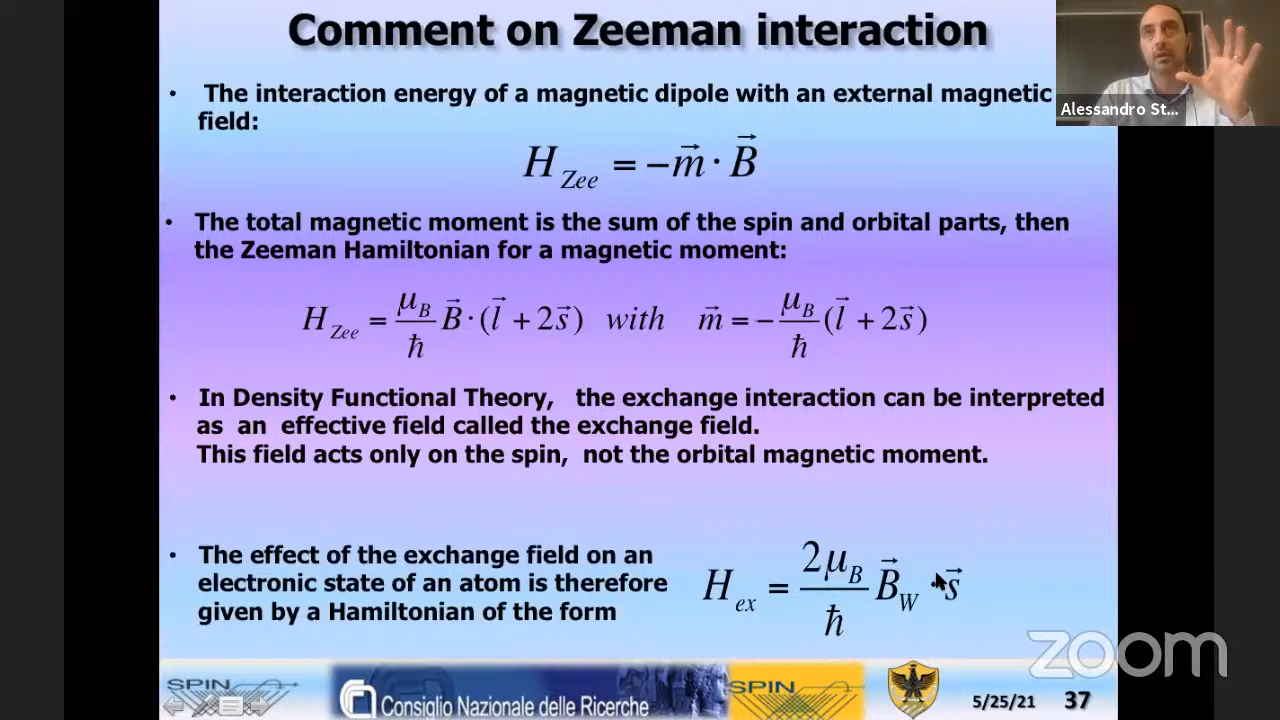 Comment on Zeeman interaction
• The interaction energy of a magnetic dipole with an external magnetic
field:
H_Zee = −m⃗ · B⃗
• The total magnetic moment is the sum of the spin and orbital parts, then
the Zeeman Hamiltonian for a magnetic moment:
H_Zee = μ_B/ħ B⃗ · (l⃗ + 2s⃗) with m⃗ = − μ_B/ħ (l⃗ + 2s⃗)
• In Density Functional Theory, the exchange interaction can be interpreted
as an effective field called the exchange field.
This field acts only on the spin, not the orbital magnetic moment.
• The effect of the exchange field on an
electronic state of an atom is therefore
given by a Hamiltonian of the form
H_ex = 2μ_B/ħ B⃗_W · s⃗
Alessandro St...
zoom
SPIN
Consiglio Nazionale delle Ricerche
SPIN
5/25/21 37